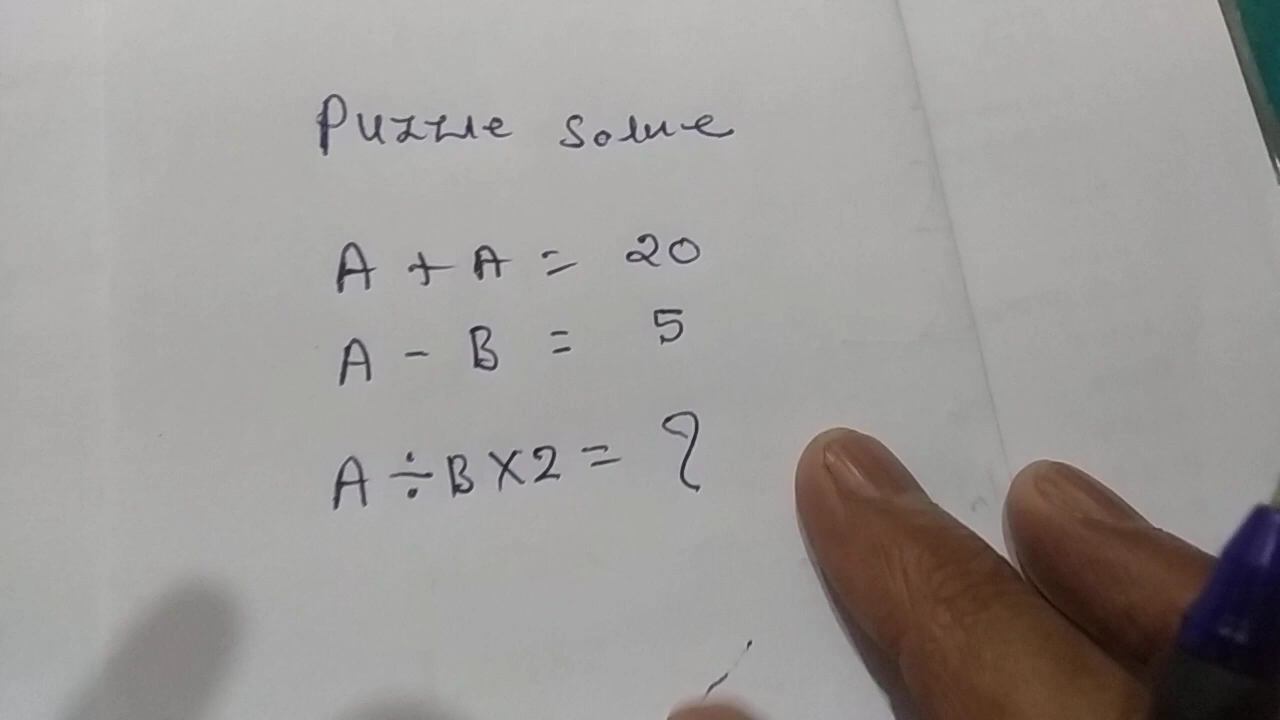 Puzzle Solve
A + A = 20
A - B = 5
A ÷ B X 2 = ?